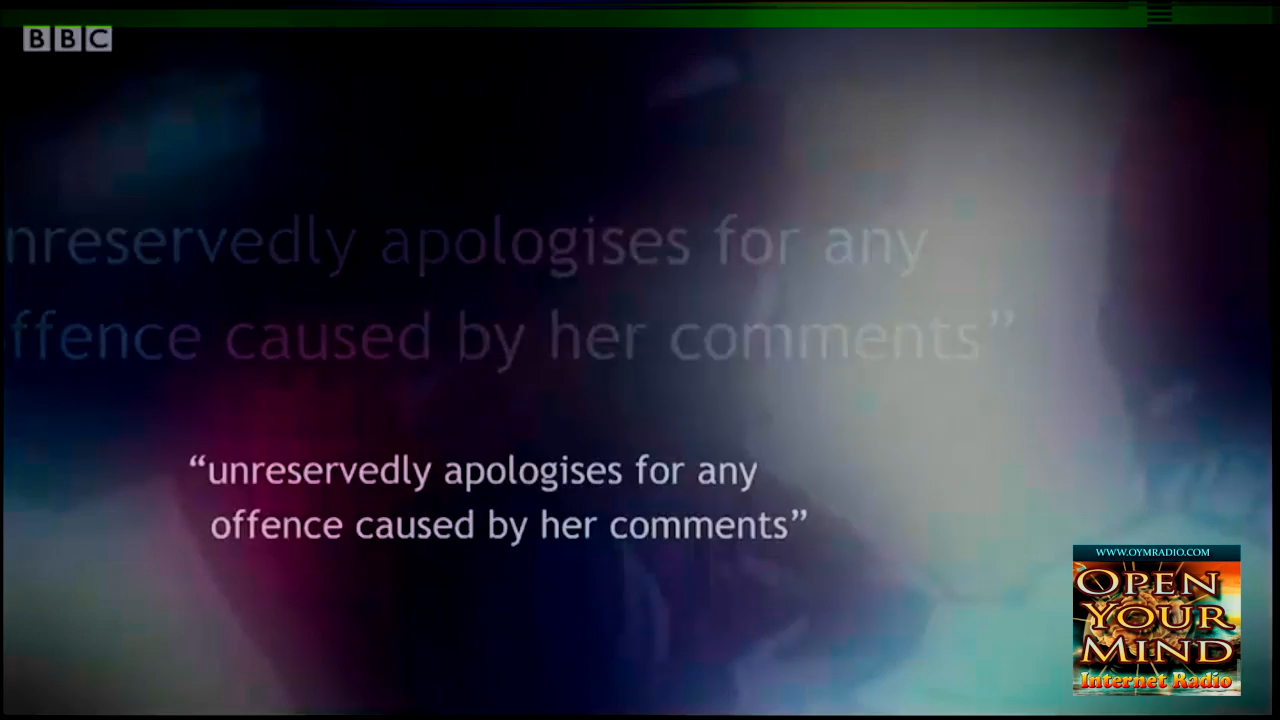 BBC
nreservedly apologises for any
ffence caused by her comments”
“unreservedly apologises for any
offence caused by her comments”
WWW.OYMRADIO.COM
OPEN
YOUR
MIND
Internet Radio